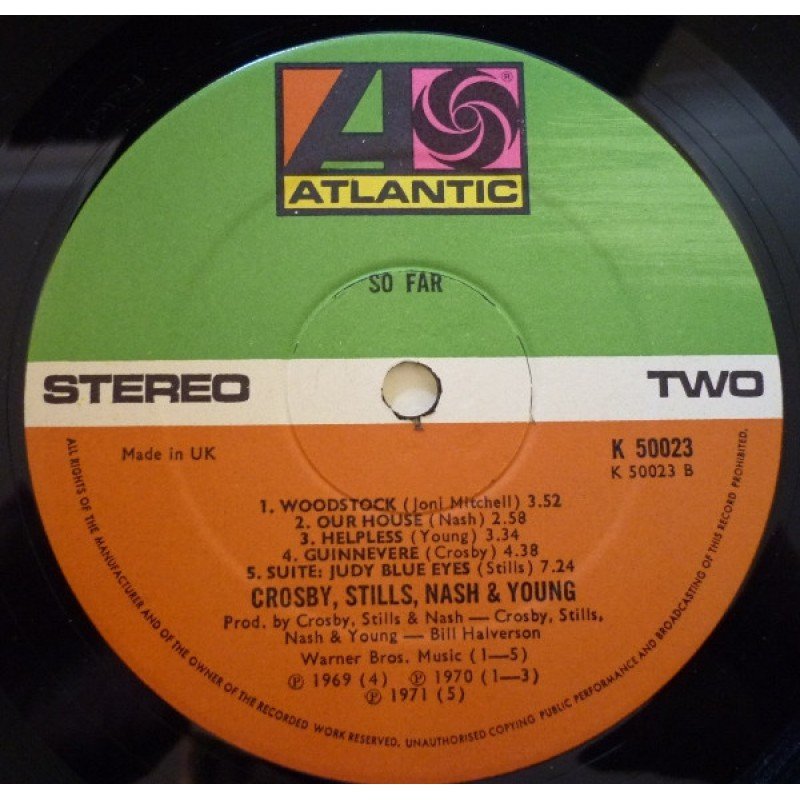 ®
ATLANTIC
SO FAR
STEREO
TWO
Made in UK
K 50023
K 50023 B
1. WOODSTOCK (Joni Mitchell) 3.52
2. OUR HOUSE (Nash) 2.58
3. HELPLESS (Young) 3.34
4. GUINNEVERE (Crosby) 4.38
5. SUITE: JUDY BLUE EYES (Stills) 7.24
CROSBY, STILLS, NASH & YOUNG
Prod. by Crosby, Stills & Nash — Crosby, Stills,
Nash & Young — Bill Halverson
Warner Bros. Music (1—5)
℗ 1969 (4) ℗ 1970 (1—3)
℗ 1971 (5)
ALL RIGHTS OF THE MANUFACTURER AND OF THE OWNER OF THE RECORDED WORK RESERVED. UNAUTHORISED COPYING PUBLIC PERFORMANCE AND BROADCASTING OF THIS RECORD PROHIBITED.